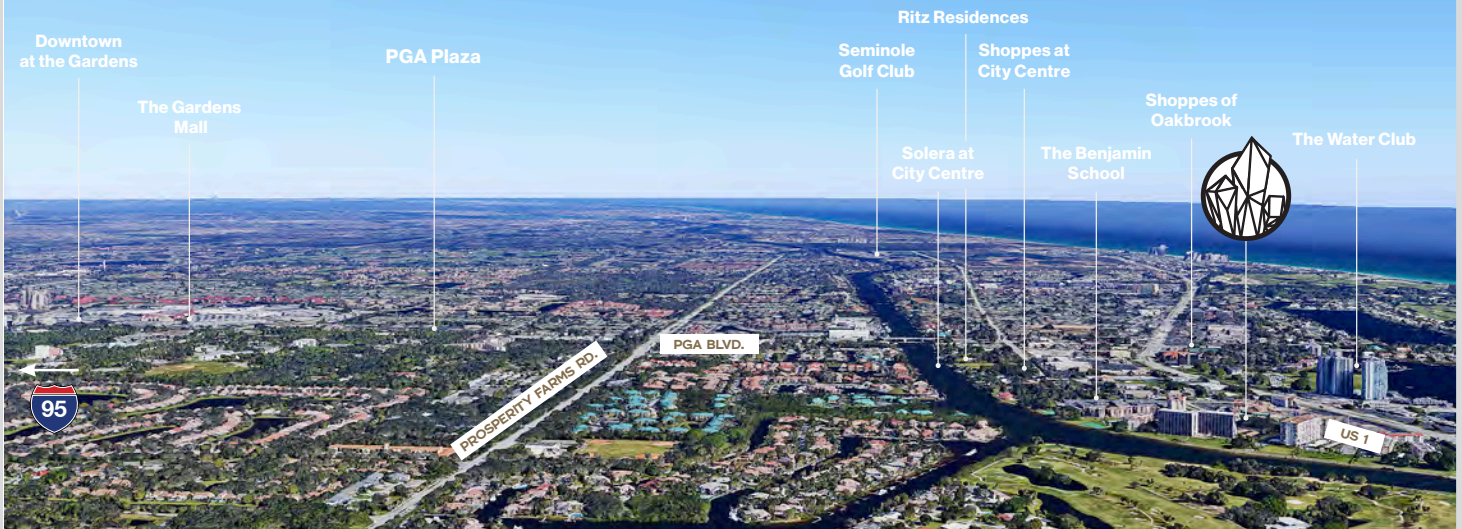 Ritz Residences
Downtown
at the Gardens
PGA Plaza
Seminole
Golf Club
Shoppes at
City Centre
The Gardens
Mall
Shoppes of
Oakbrook
The Water Club
Solera at
City Centre
The Benjamin
School
PGA BLVD.
PROSPERITY FARMS RD.
95
US 1